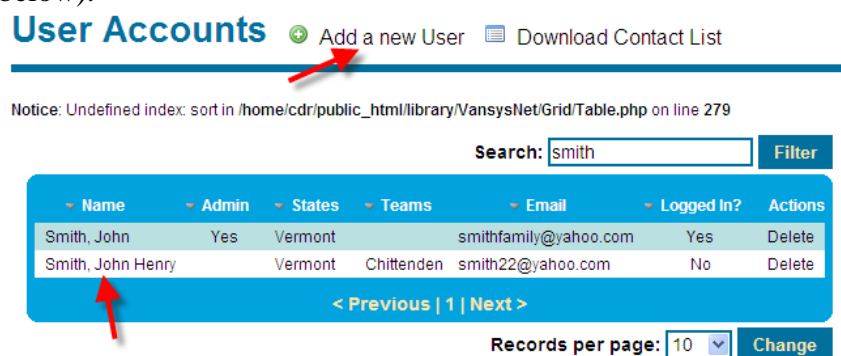 below).
User Accounts Add a new User Download Contact List
Notice: Undefined index: sort in /home/cdr/public_html/library/VansysNet/Grid/Table.php on line 279
Search: smith Filter
Name Admin States Teams Email Logged In? Actions
Smith, John Yes Vermont smithfamily@yahoo.com Yes Delete
Smith, John Henry Vermont Chittenden smith22@yahoo.com No Delete
< Previous | 1 | Next >
Records per page: 10 Change